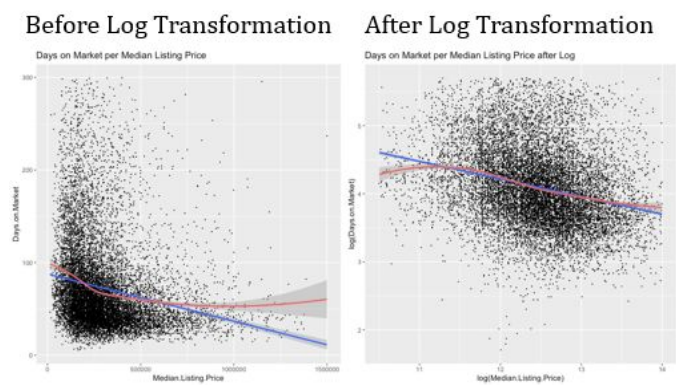 Before Log Transformation
After Log Transformation
Days on Market per Median Listing Price
Days on Market per Median Listing Price after Log
300
200
100
0
Days.on.Market
0
500000
1000000
1500000
Median.Listing.Price
5
4
3
2
log(Days.on.Market)
11
12
13
14
log(Median.Listing.Price)